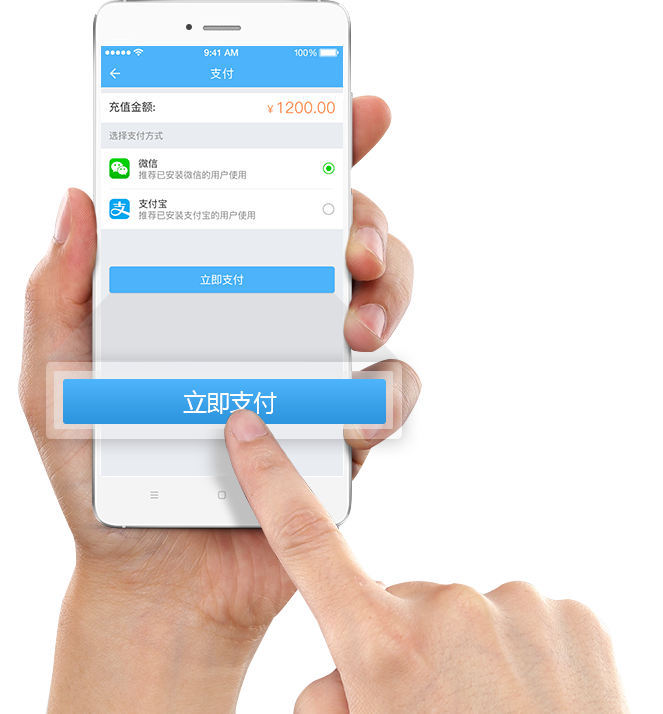 9:41 AM 100%
支付
充值金额: ¥1200.00
选择支付方式
微信
推荐已安装微信的用户使用
支付宝
推荐已安装支付宝的用户使用
立即支付
立即支付